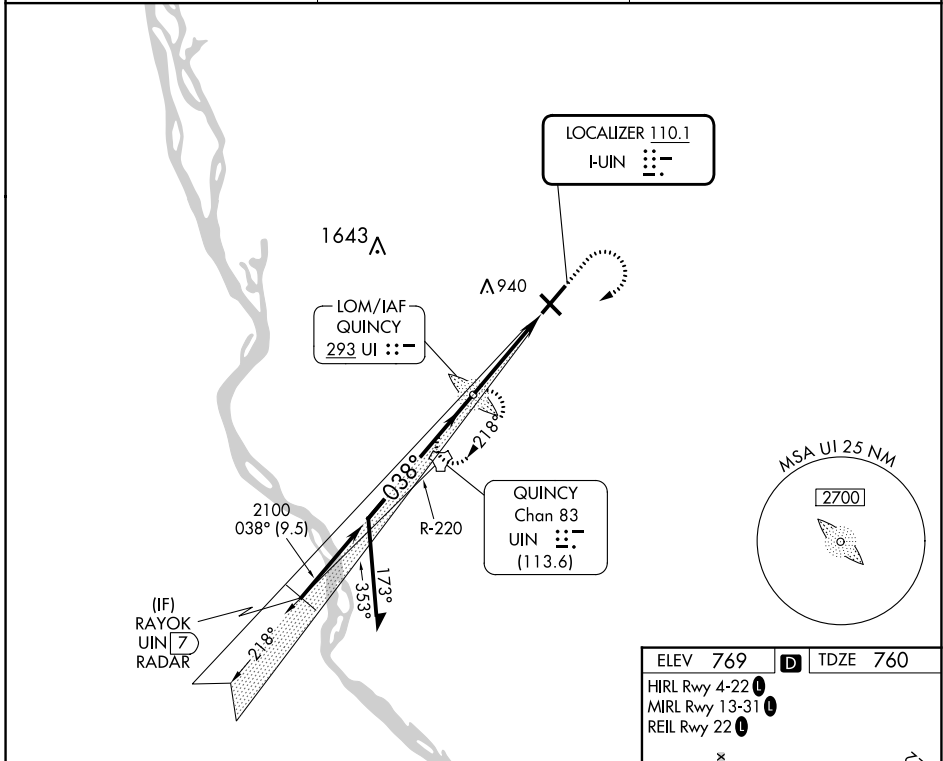 LOCALIZER 110.1
I-UIN
1643
940
LOM/IAF
QUINCY
293 UI
218°
038°
2100
038° (9.5)
R-220
QUINCY
Chan 83
UIN
(113.6)
MSA UI 25 NM
2700
173°
353°
(IF)
RAYOK
UIN 7
RADAR
218°
ELEV 769 D TDZE 760
HIRL Rwy 4-22 L
MIRL Rwy 13-31 L
REIL Rwy 22 L